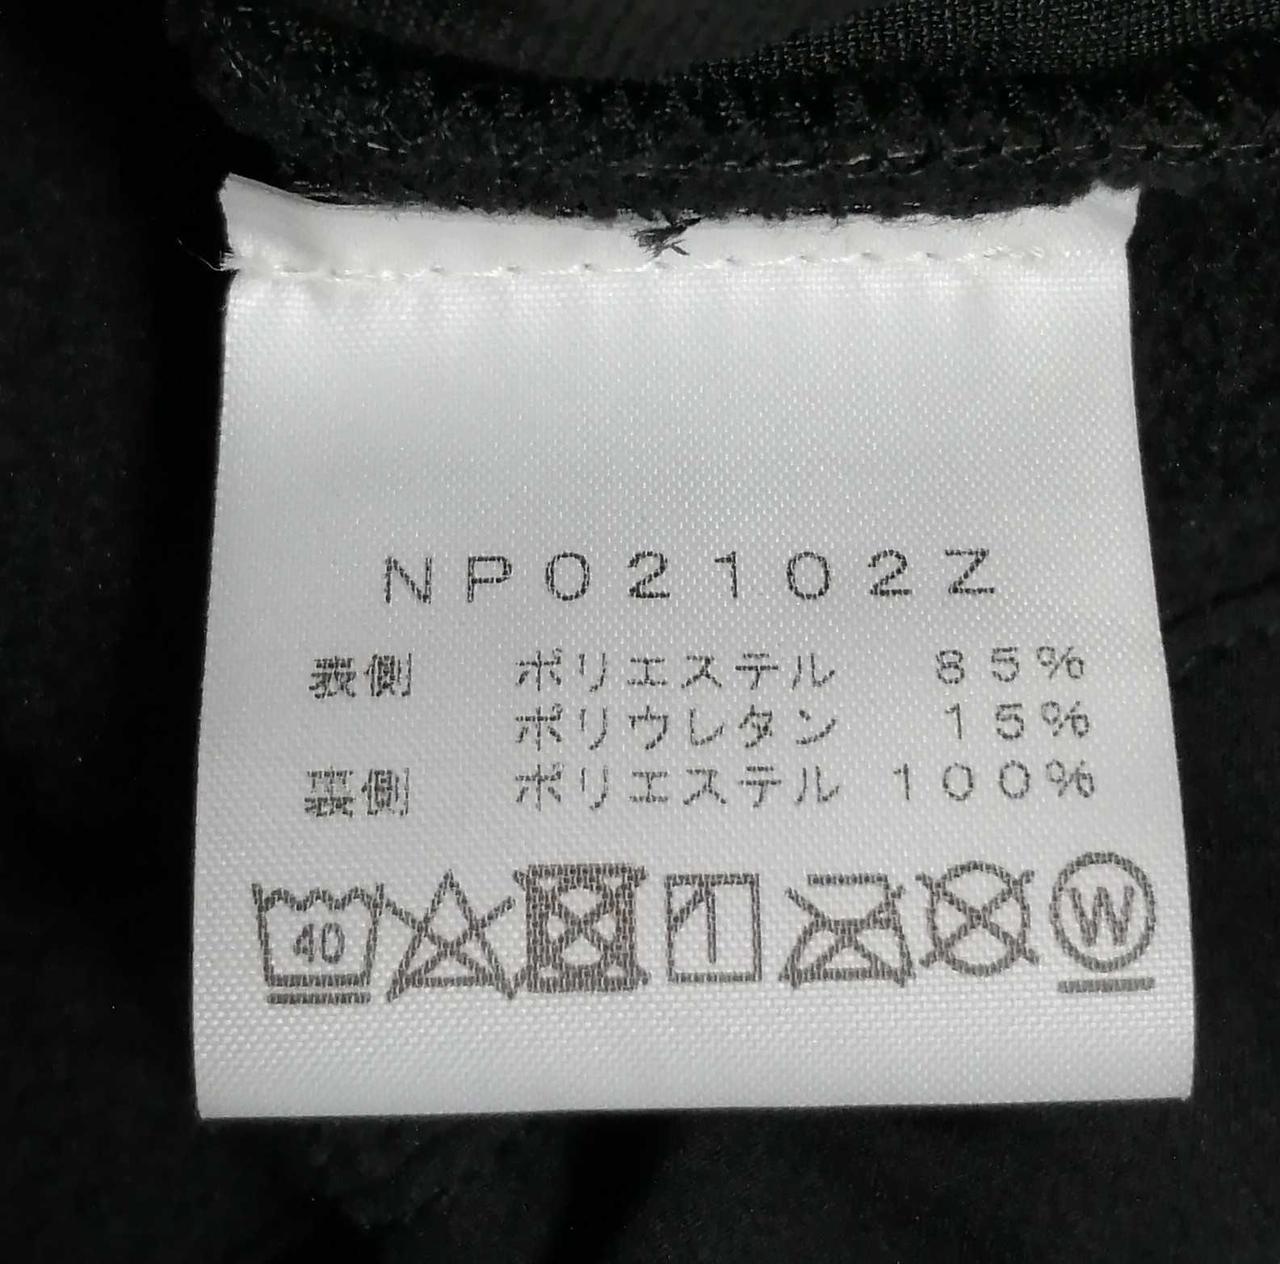 NP02102Z
表側 ポリエステル 85%
ポリウレタン 15%
裏側 ポリエステル 100%
40 W